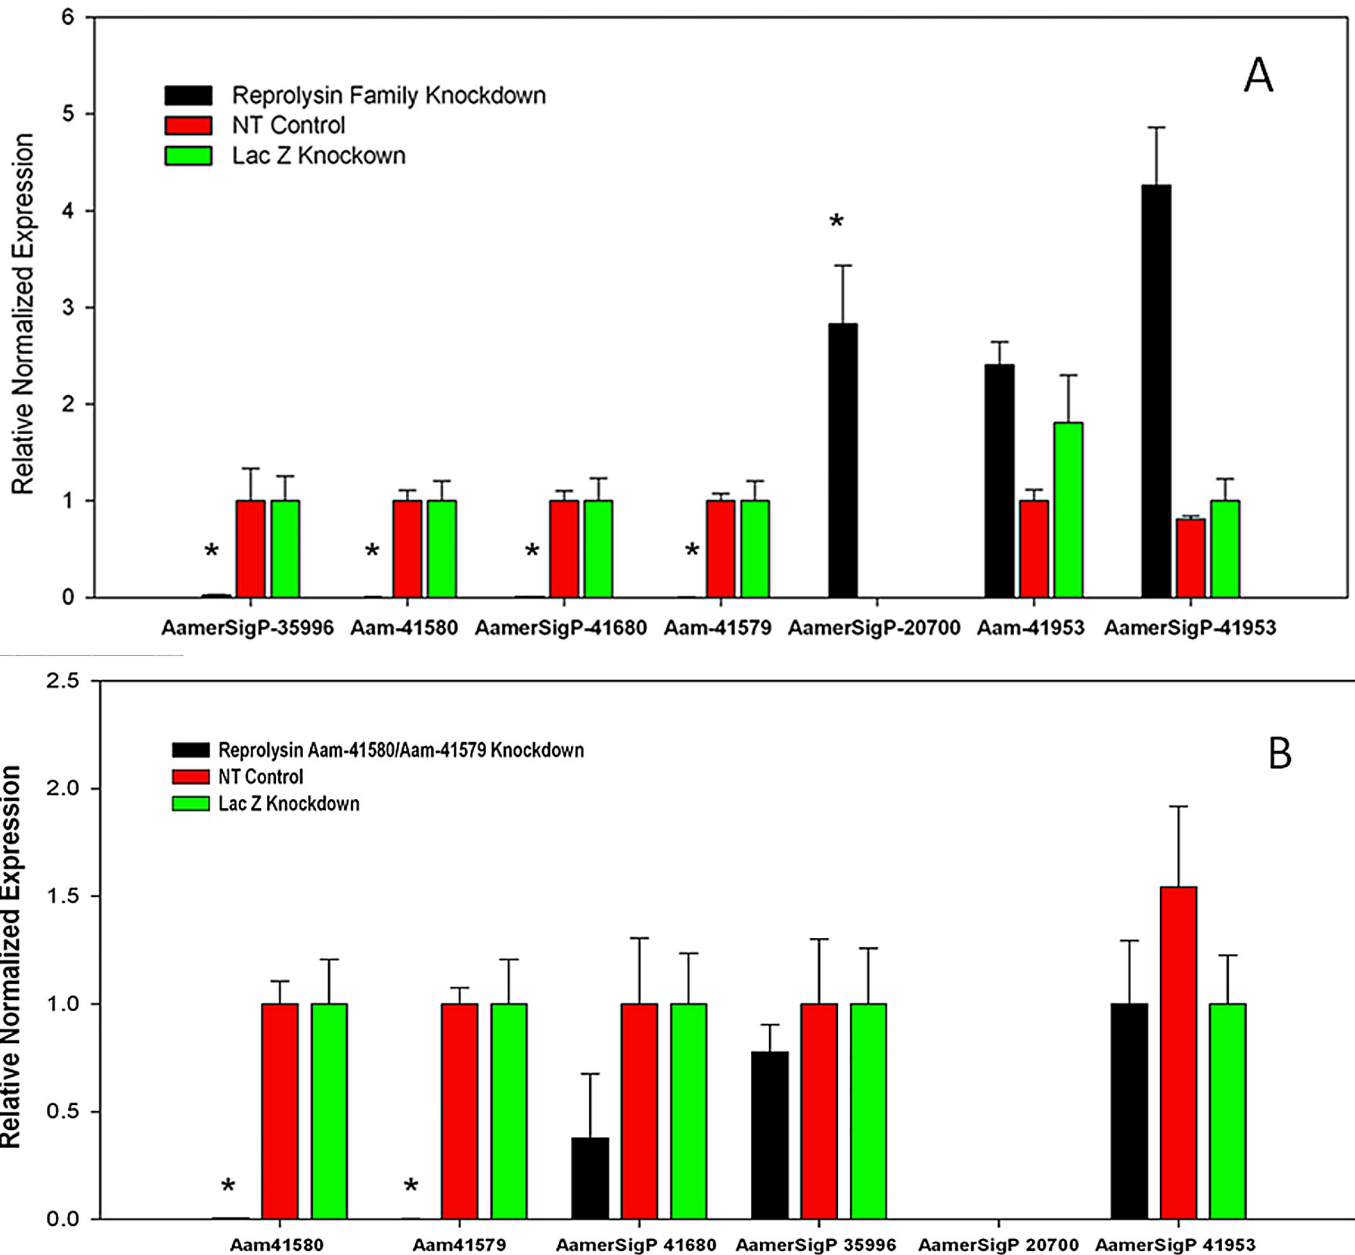 6
A
Reprolysin Family Knockdown
5
NT Control
Lac Z Knockown
4
*
3
2
1
* * * *
0
Relative Normalized Expression
AamerSigP-35996 Aam-41580 AamerSigP-41680 Aam-41579 AamerSigP-20700 Aam-41953 AamerSigP-41953
2.5
B
Reprolysin Aam-41580/Aam-41579 Knockdown
NT Control
Lac Z Knockdown
2.0
1.5
1.0
0.5
* *
0.0
Relative Normalized Expression
Aam41580 Aam41579 AamerSigP 41680 AamerSigP 35996 AamerSigP 20700 AamerSigP 41953